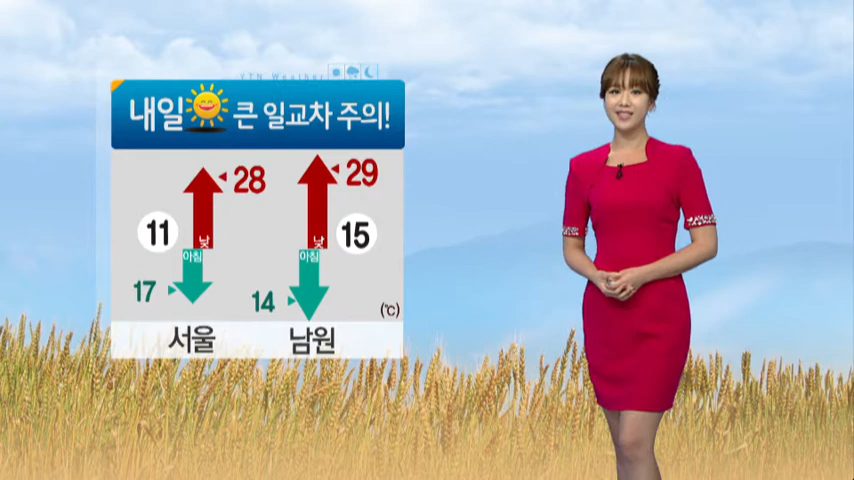 YTN Weather
내일 큰 일교차 주의!
28
29
11
낮
낮
15
아침
아침
17
14
(℃)
서울
남원